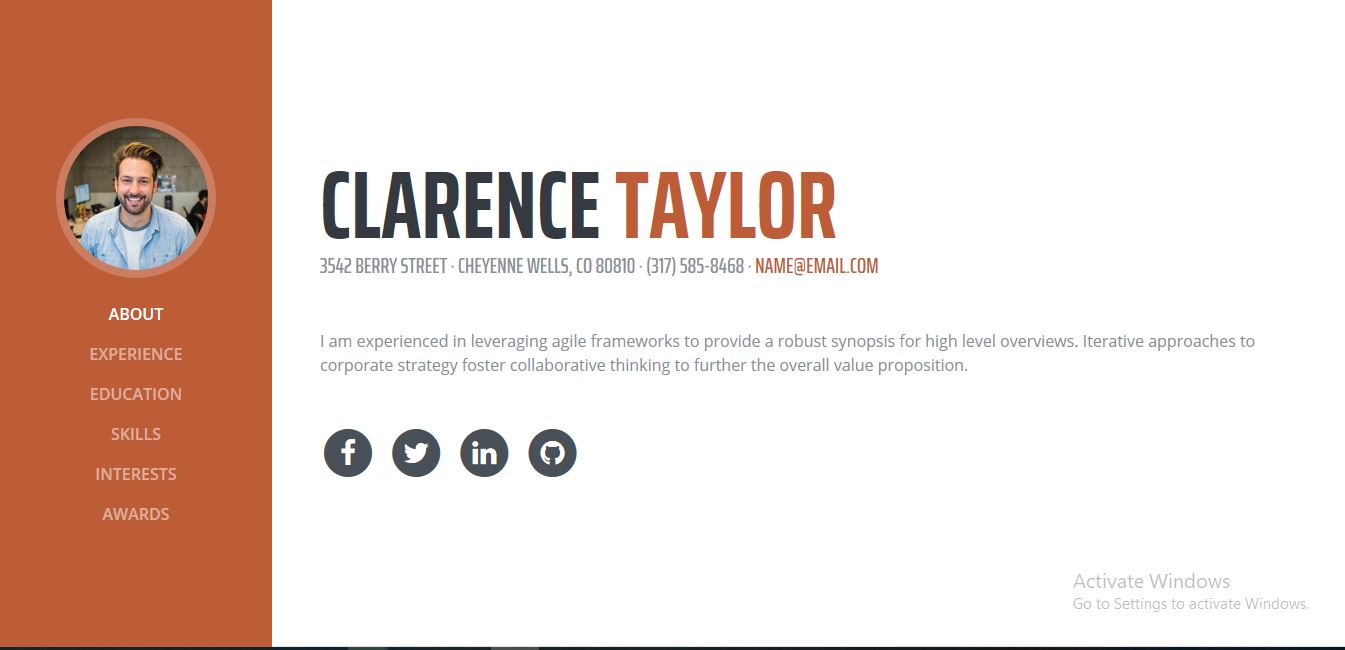 ABOUT
EXPERIENCE
EDUCATION
SKILLS
INTERESTS
AWARDS
CLARENCE TAYLOR
3542 BERRY STREET · CHEYENNE WELLS, CO 80810 · (317) 585-8468 · NAME@EMAIL.COM
I am experienced in leveraging agile frameworks to provide a robust synopsis for high level overviews. Iterative approaches to
corporate strategy foster collaborative thinking to further the overall value proposition.
f
in
Activate Windows
Go to Settings to activate Windows.